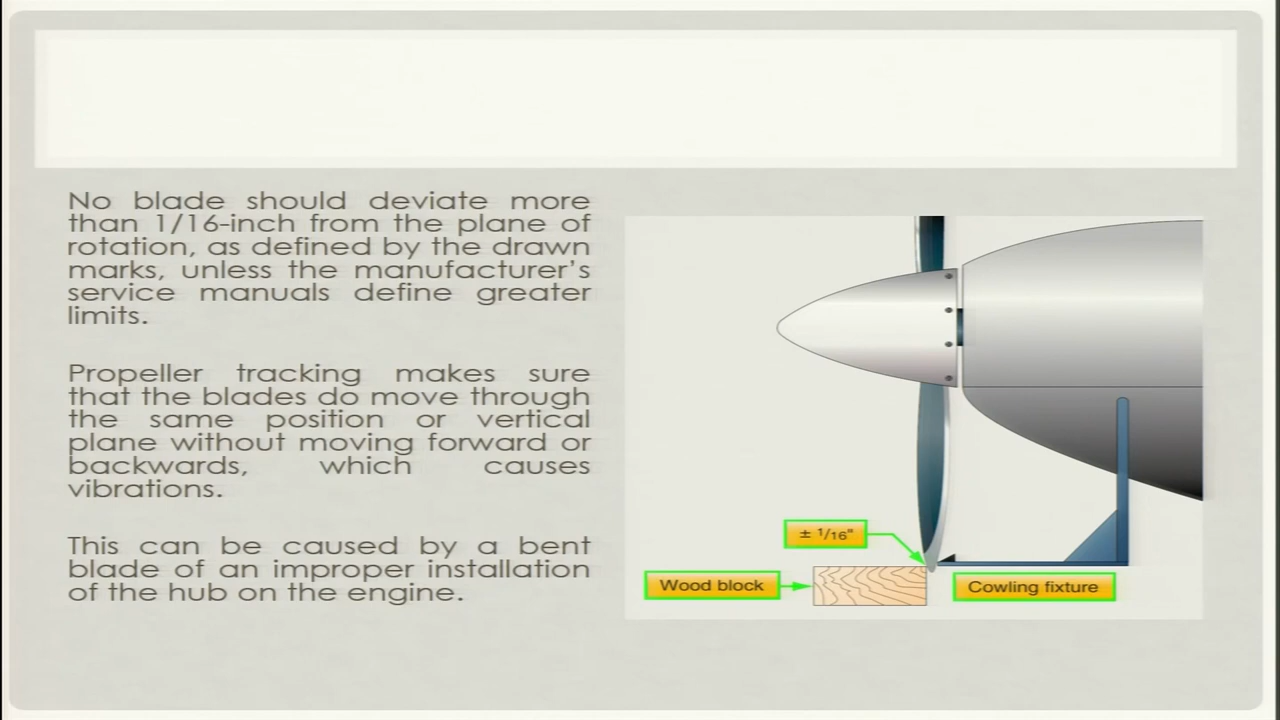 No blade should deviate more
than 1/16-inch from the plane of
rotation, as defined by the drawn
marks, unless the manufacturer's
service manuals define greater
limits.
Propeller tracking makes sure
that the blades do move through
the same position or vertical
plane without moving forward or
backwards, which causes
vibrations.
This can be caused by a bent
blade of an improper installation
of the hub on the engine.
± 1/16"
Wood block
Cowling fixture